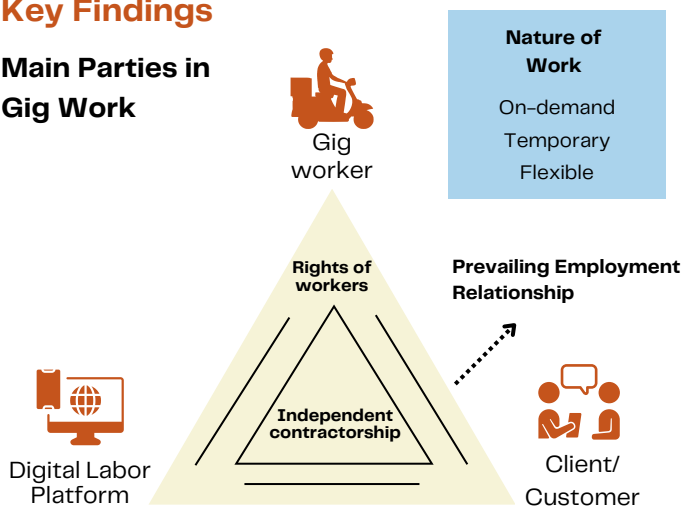 Key Findings
Main Parties in
Gig Work
Nature of
Work
On-demand
Temporary
Flexible
Gig
worker
Rights of
workers
Prevailing Employment
Relationship
Independent
contractorship
Digital Labor
Platform
Client/
Customer